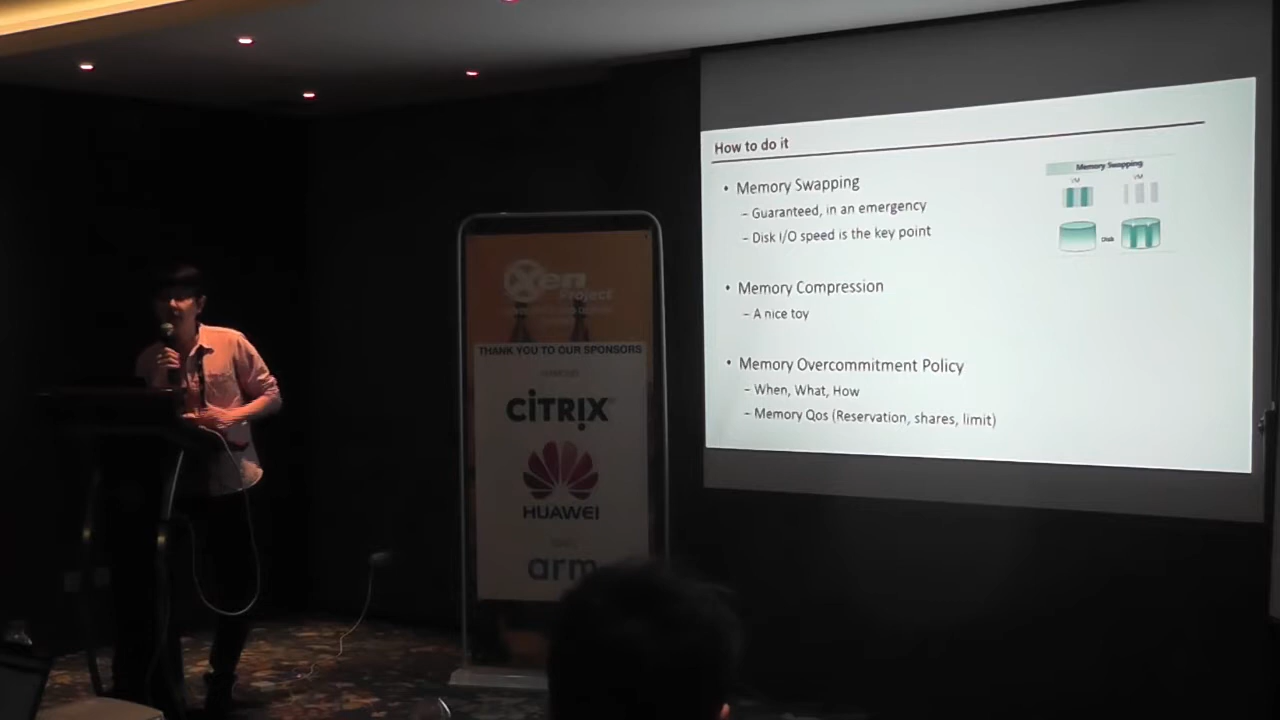 How to do it
• Memory Swapping
– Guaranteed, in an emergency
– Disk I/O speed is the key point
• Memory Compression
– A nice toy
• Memory Overcommitment Policy
– When, What, How
– Memory Qos (Reservation, shares, limit)
Memory Swapping
VM VM
Disk
Xen
Project
THANK YOU TO OUR SPONSORS
CITRIX
HUAWEI
arm